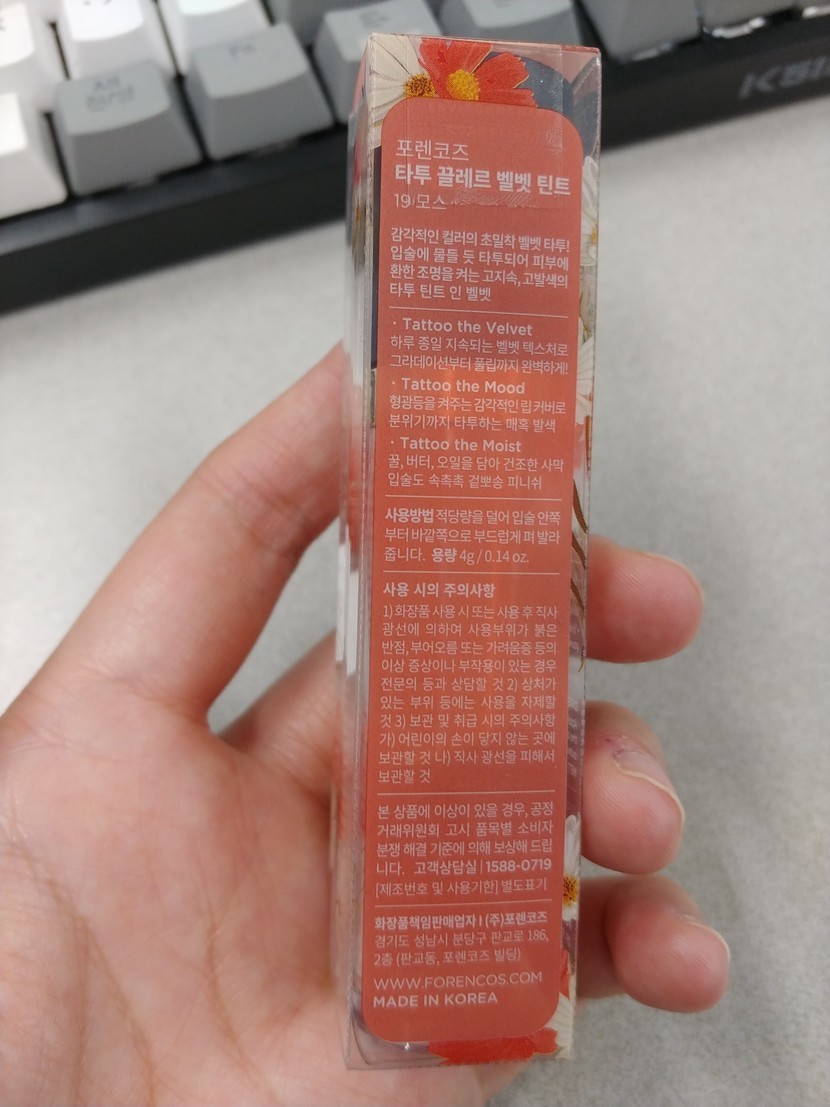 K51
포렌코즈
타투 끌레르 벨벳 틴트
19 모스
감각적인 컬러의 초밀착 벨벳 타투!
입술에 물들 듯 타투되어 피부에
환한 조명을 켜는 고지속, 고발색의
타투 틴트 인 벨벳
· Tattoo the Velvet
하루 종일 지속되는 벨벳 텍스처로
그라데이션부터 풀립까지 완벽하게!
· Tattoo the Mood
형광등을 켜주는 감각적인 립 커버로
분위기까지 타투하는 매혹 발색
· Tattoo the Moist
꿀, 버터, 오일을 담아 건조한 사막
입술도 속촉촉 겉뽀송 피니쉬
사용방법 적당량을 덜어 입술 안쪽
부터 바깥쪽으로 부드럽게 펴 발라
줍니다. 용량 4g / 0.14 oz.
사용 시의 주의사항
1) 화장품 사용 시 또는 사용 후 직사
광선에 의하여 사용부위가 붉은
반점, 부어오름 또는 가려움증 등의
이상 증상이나 부작용이 있는 경우
전문의 등과 상담할 것 2) 상처가
있는 부위 등에는 사용을 자제할
것 3) 보관 및 취급 시의 주의사항
가) 어린이의 손이 닿지 않는 곳에
보관할 것 나) 직사 광선을 피해서
보관할 것
본 상품에 이상이 있을 경우, 공정
거래위원회 고시 품목별 소비자
분쟁 해결 기준에 의해 보상해 드립
니다. 고객상담실 | 1588-0719
[제조번호 및 사용기한] 별도표기
화장품책임판매업자 I (주)포렌코즈
경기도 성남시 분당구 판교로 186,
2층 (판교동, 포렌코즈 빌딩)
WWW.FORENCOS.COM
MADE IN KOREA